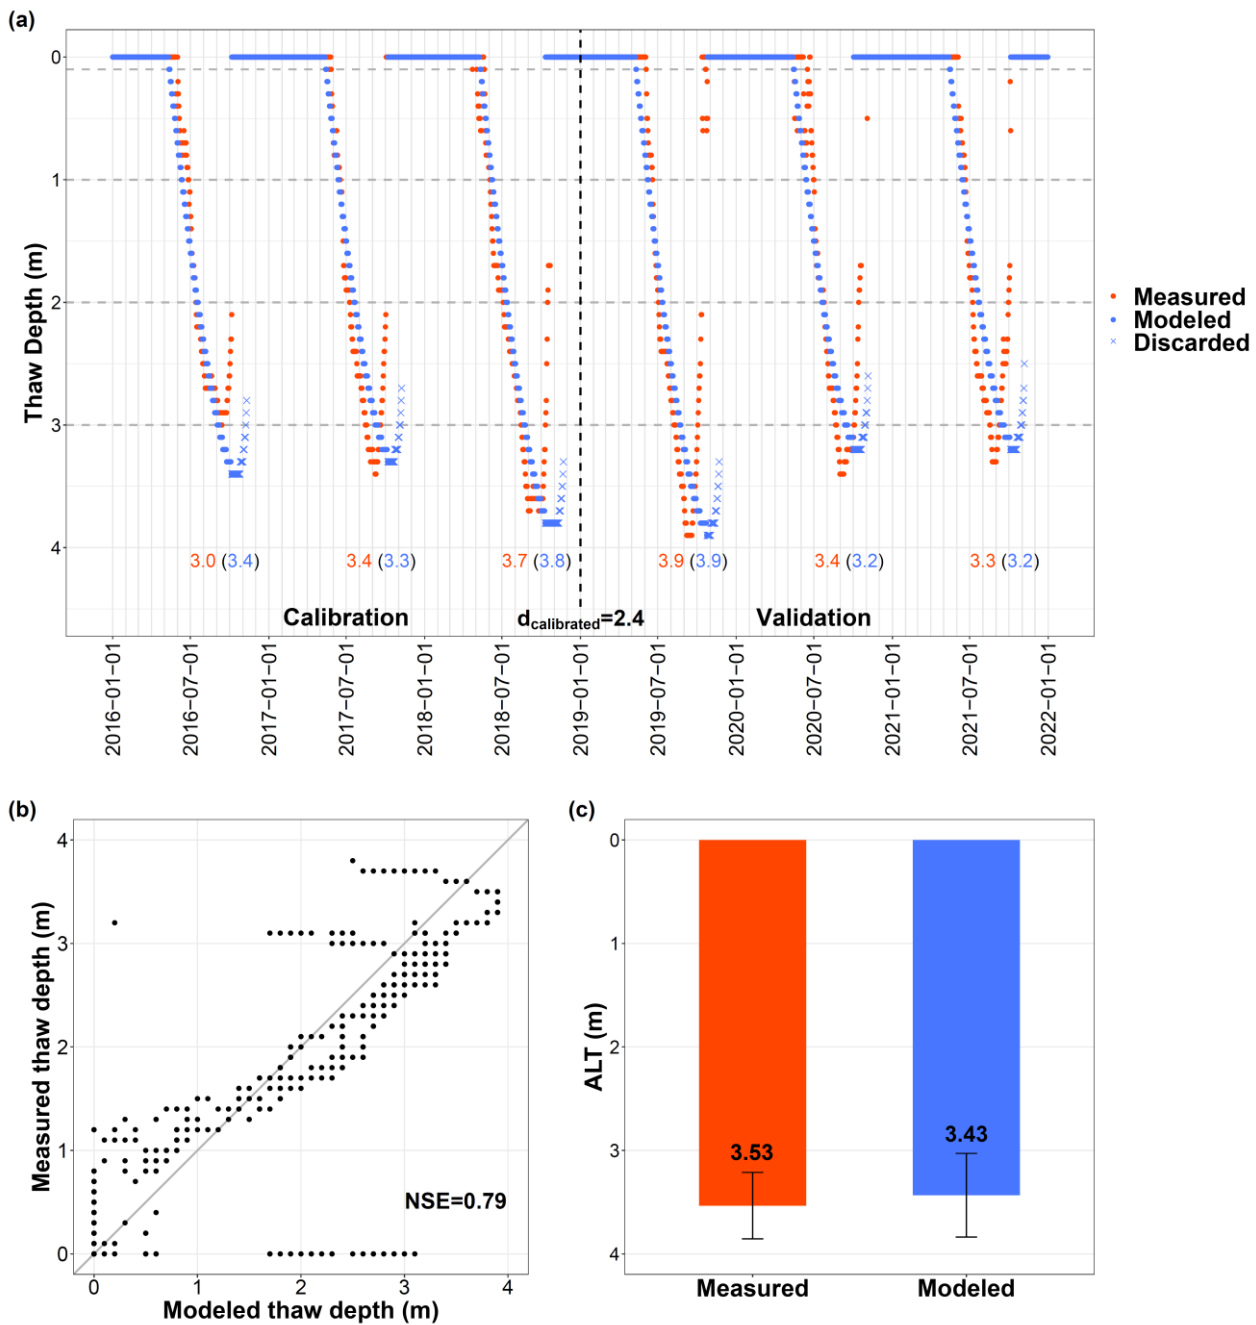 (a)
0
1
2
3
4
Thaw Depth (m)
3.0 (3.4)
3.4 (3.3)
3.7 (3.8)
3.9 (3.9)
3.4 (3.2)
3.3 (3.2)
Calibration
dcalibrated=2.4
Validation
2016−01−01
2016−07−01
2017−01−01
2017−07−01
2018−01−01
2018−07−01
2019−01−01
2019−07−01
2020−01−01
2020−07−01
2021−01−01
2021−07−01
2022−01−01
Measured
Modeled
Discarded
(b)
4
3
2
1
0
Measured thaw depth (m)
NSE=0.79
0
1
2
3
4
Modeled thaw depth (m)
(c)
0
1
2
3
4
ALT (m)
3.53
3.43
Measured
Modeled